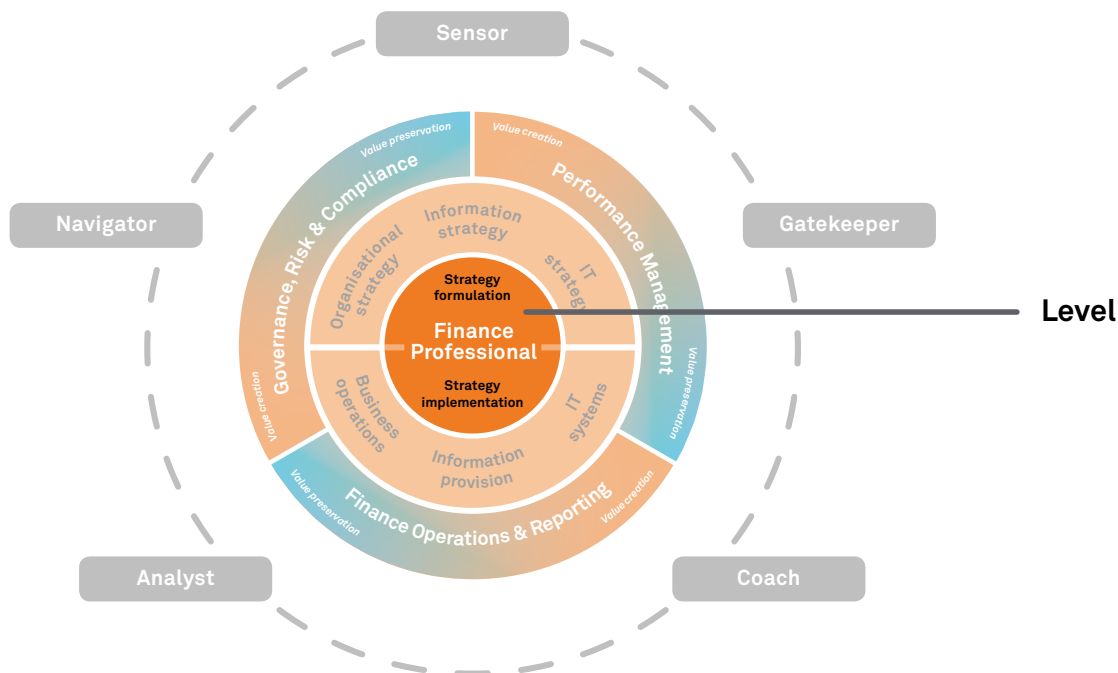 Sensor
Value preservation
Value creation
Governance, Risk & Compliance
Performance Management
Navigator
Gatekeeper
Information
strategy
Organisational
strategy
IT
strategy
Strategy
formulation
Level
Finance
Professional
Value creation
Value preservation
Strategy
implementation
Business
operations
IT
systems
Information
provision
Value preservation
Finance Operations & Reporting
Value creation
Analyst
Coach